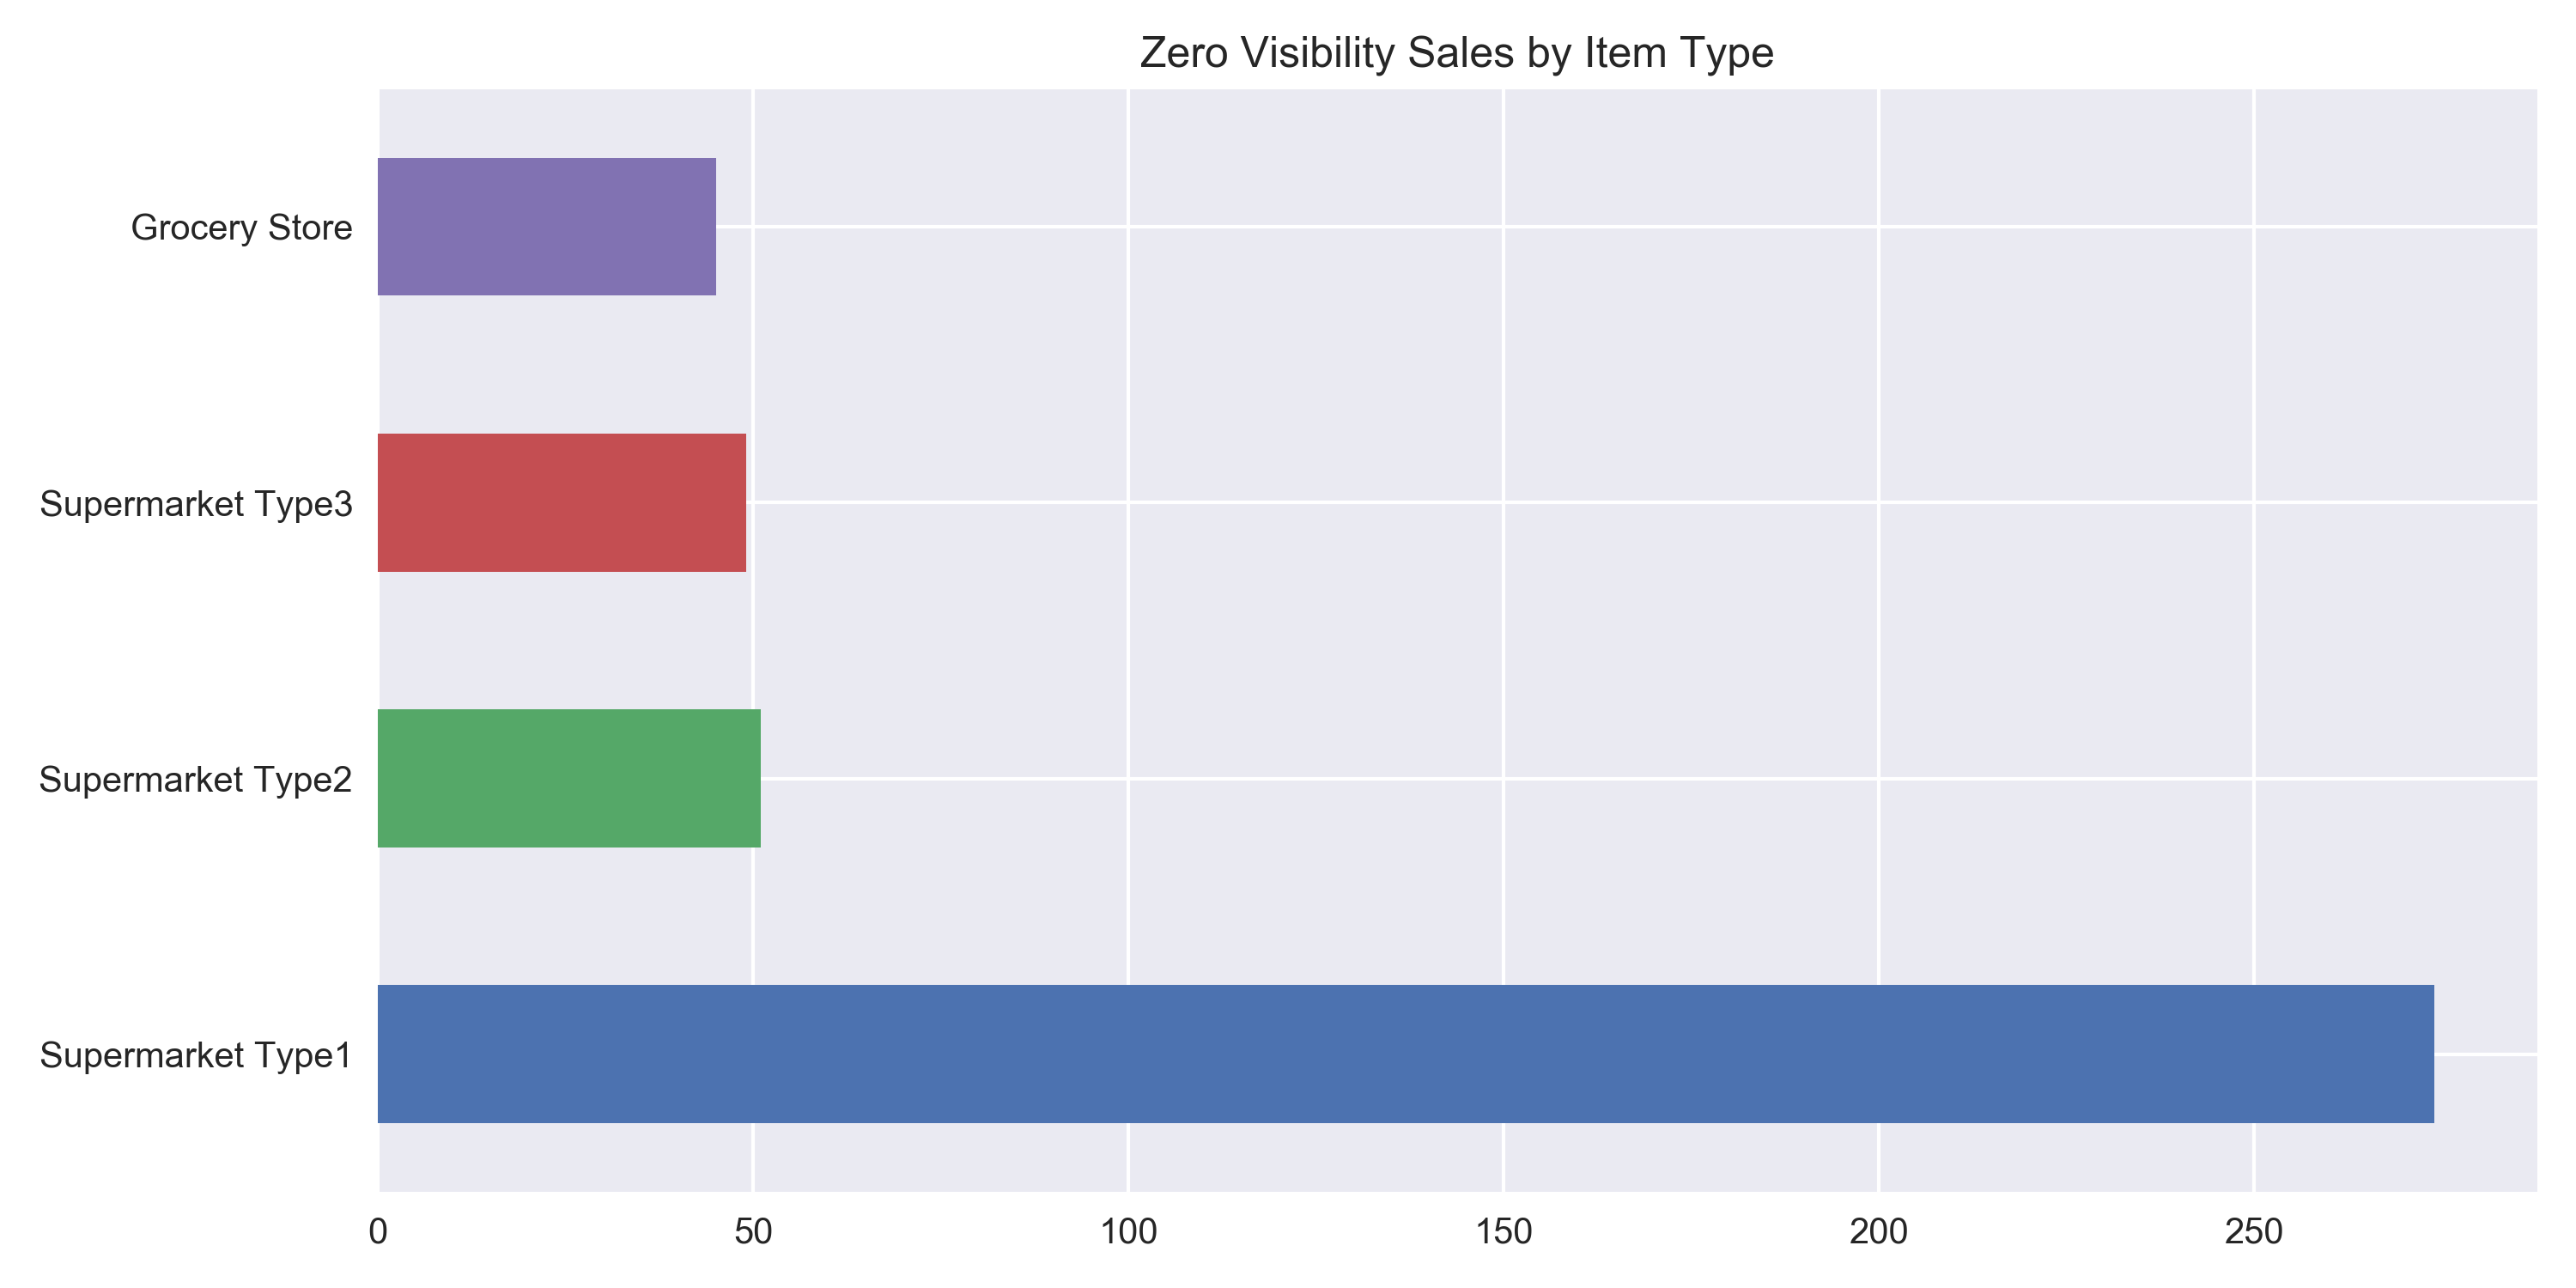 Zero Visibility Sales by Item Type
Grocery Store
Supermarket Type3
Supermarket Type2
Supermarket Type1
0 50 100 150 200 250